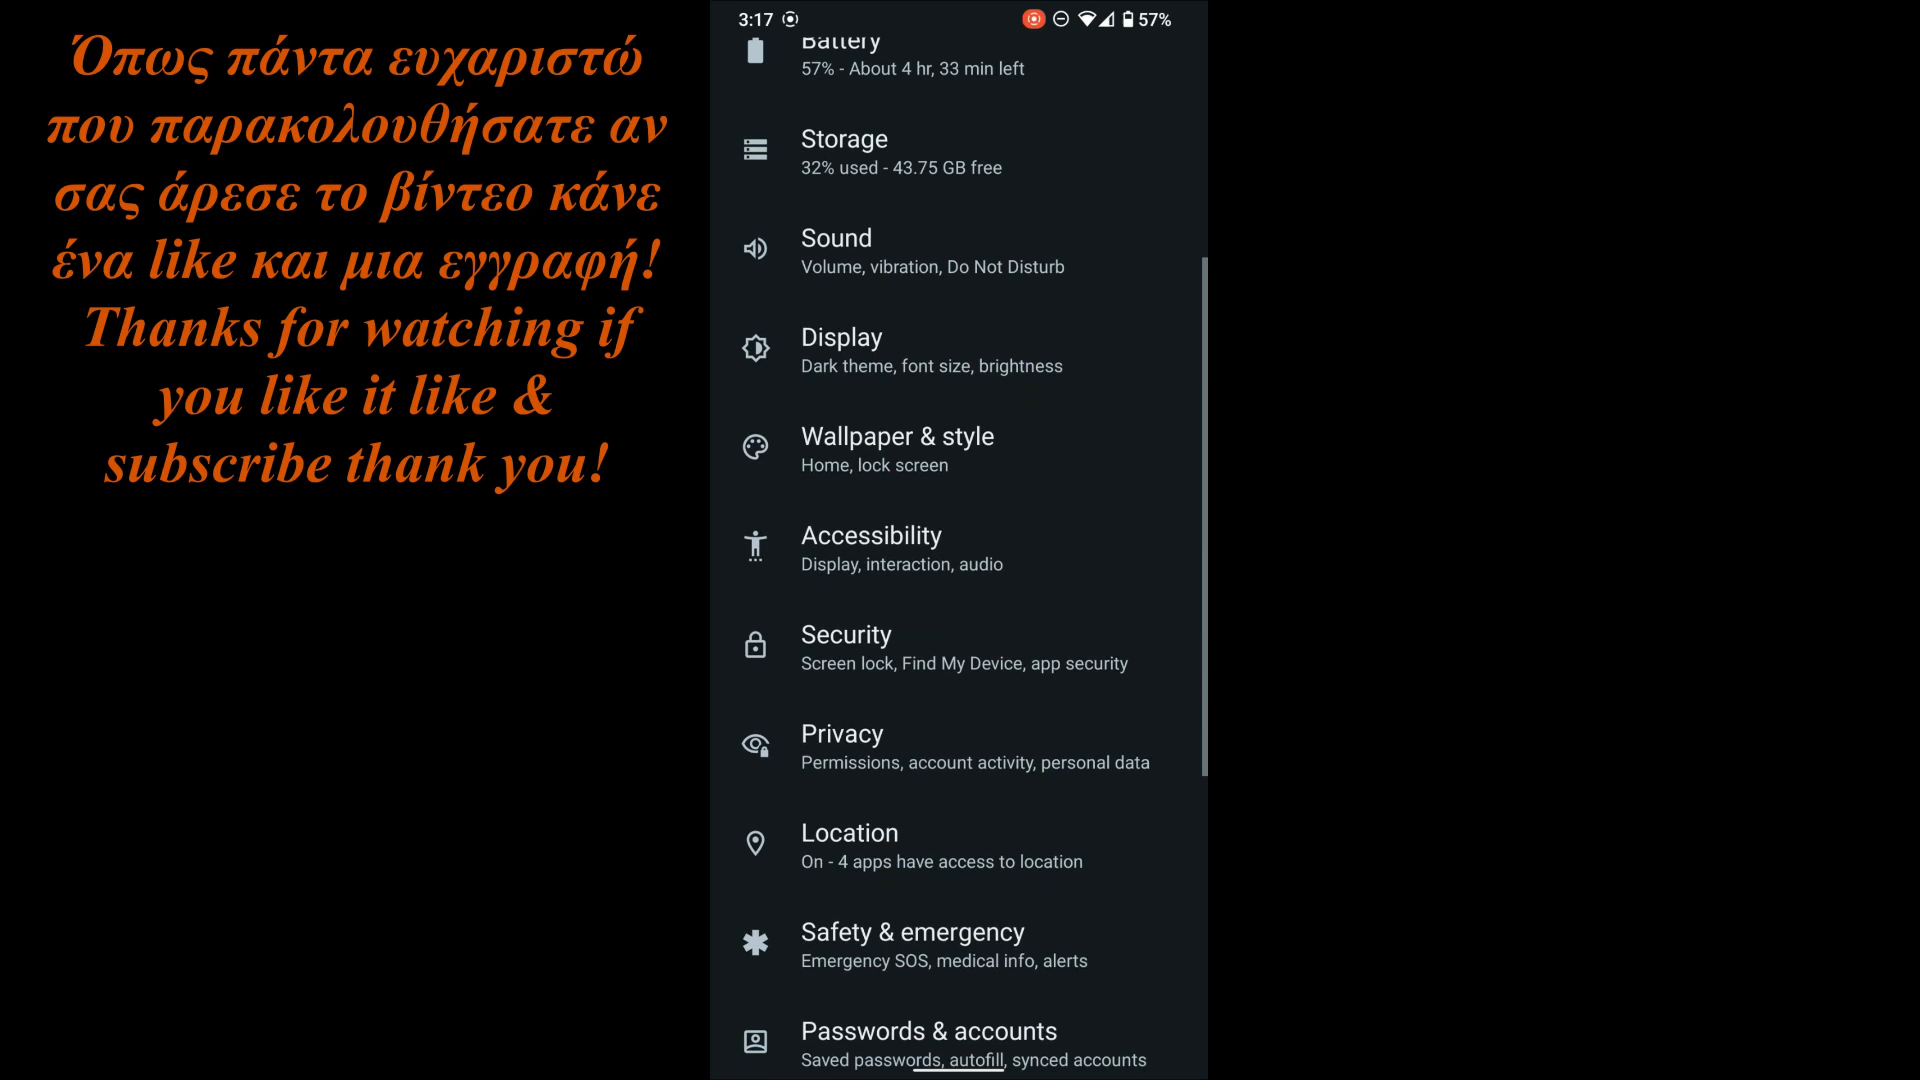 Όπως πάντα ευχαριστώ
που παρακολουθήσατε αν
σας άρεσε το βίντεο κάνε
ένα like και μια εγγραφή!
Thanks for watching if
you like it like &
subscribe thank you!
3:17
57%
Battery
57% - About 4 hr, 33 min left
Storage
32% used - 43.75 GB free
Sound
Volume, vibration, Do Not Disturb
Display
Dark theme, font size, brightness
Wallpaper & style
Home, lock screen
Accessibility
Display, interaction, audio
Security
Screen lock, Find My Device, app security
Privacy
Permissions, account activity, personal data
Location
On - 4 apps have access to location
Safety & emergency
Emergency SOS, medical info, alerts
Passwords & accounts
Saved passwords, autofill, synced accounts